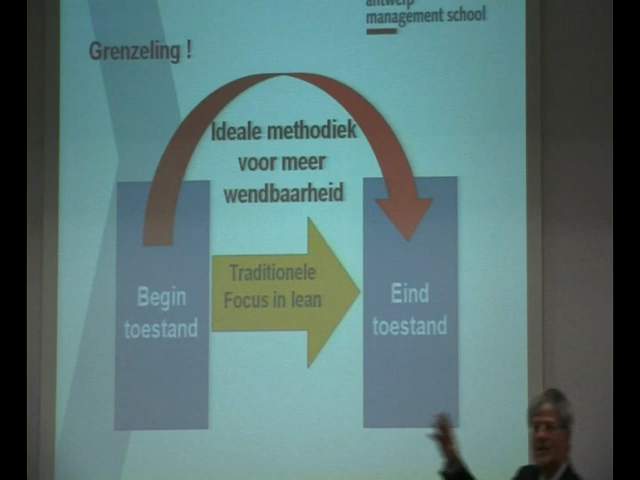 antwerp
management school
Grenzeling !
Ideale methodiek
voor meer
wendbaarheid
Traditionele
Focus in lean
Begin
toestand
Eind
toestand